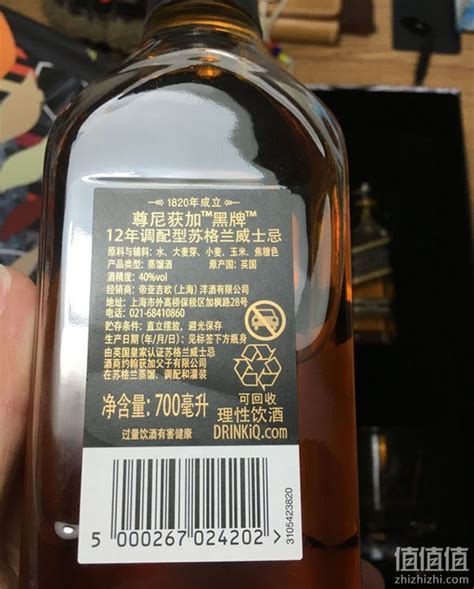 1820年成立
尊尼获加™黑牌™
12年调配型苏格兰威士忌
原料与辅料：水、大麦芽、小麦、玉米、焦糖色
产品类型：蒸馏酒 原产国：英国
酒精度：40%vol
经销商：帝亚吉欧(上海)洋酒有限公司
地址：上海市外高桥保税区加枫路28号
电话：021-68410860
贮存条件：直立摆放，避光保存
生产日期(年/月/日)：见标签下方瓶身
由英国皇家认证苏格兰威士忌
酒商约翰获加父子有限公司
在苏格兰蒸馏、调配和灌装
可回收
净含量：700毫升
理性饮酒
过量饮酒有害健康
DRINKiQ.com
5 000267 024202 >
3105423820
值值值
zhizhizhi.com